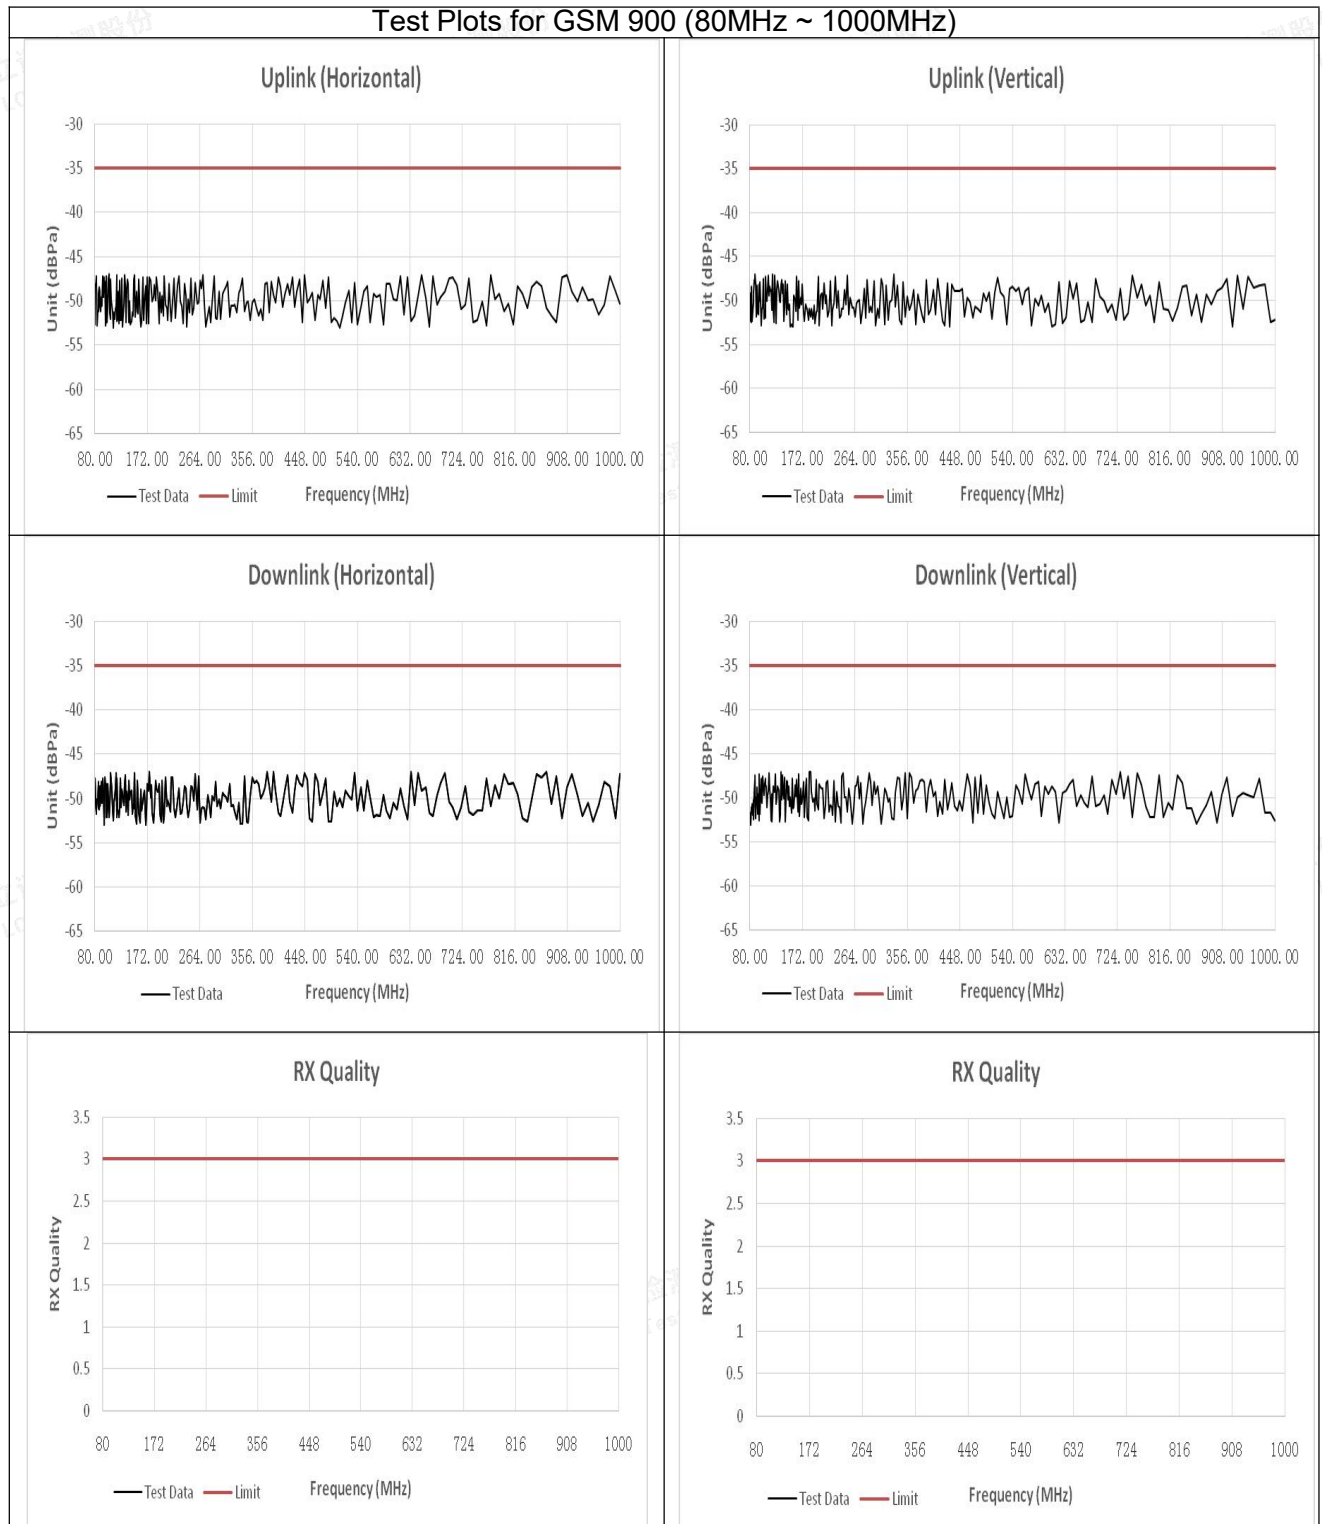 Test Plots for GSM 900 (80MHz ~ 1000MHz)
Uplink (Horizontal)
-30
-35
-40
-45
-50
-55
-60
-65
Unit (dBPa)
80.00 172.00 264.00 356.00 448.00 540.00 632.00 724.00 816.00 908.00 1000.00
Test Data Limit Frequency (MHz)
Uplink (Vertical)
-30
-35
-40
-45
-50
-55
-60
-65
Unit (dBPa)
80.00 172.00 264.00 356.00 448.00 540.00 632.00 724.00 816.00 908.00 1000.00
Test Data Limit Frequency (MHz)
Downlink (Horizontal)
-30
-35
-40
-45
-50
-55
-60
-65
Unit (dBPa)
80.00 172.00 264.00 356.00 448.00 540.00 632.00 724.00 816.00 908.00 1000.00
Test Data Frequency (MHz)
Downlink (Vertical)
-30
-35
-40
-45
-50
-55
-60
-65
Unit (dBPa)
80.00 172.00 264.00 356.00 448.00 540.00 632.00 724.00 816.00 908.00 1000.00
Test Data Limit Frequency (MHz)
RX Quality
3.5
3
2.5
2
1.5
1
0.5
0
RX Quality
80 172 264 356 448 540 632 724 816 908 1000
Test Data Limit Frequency (MHz)
RX Quality
3.5
3
2.5
2
1.5
1
0.5
0
RX Quality
80 172 264 356 448 540 632 724 816 908 1000
Test Data Limit Frequency (MHz)